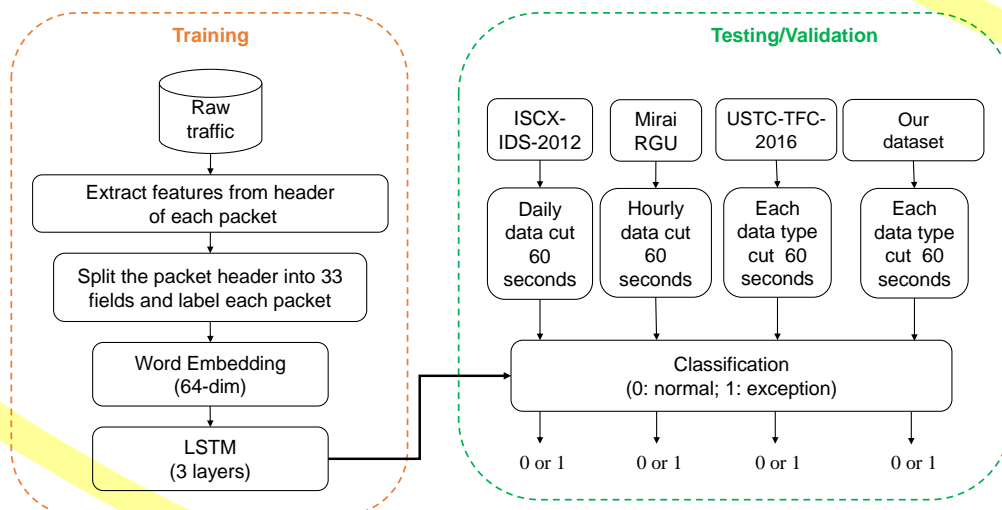 Training
Raw
traffic
Extract features from header
of each packet
Split the packet header into 33
fields and label each packet
Word Embedding
(64-dim)
LSTM
(3 layers)
Testing/Validation
ISCX-
IDS-2012
Mirai
RGU
USTC-TFC-
2016
Our
dataset
Daily
data cut
60
seconds
Hourly
data cut
60
seconds
Each
data type
cut 60
seconds
Each
data type
cut 60
seconds
Classification
(0: normal; 1: exception)
0 or 1
0 or 1
0 or 1
0 or 1